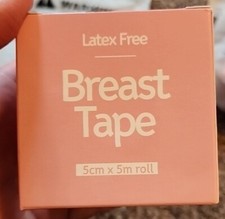 Latex Free
Breast
Tape
5cm x 5m roll